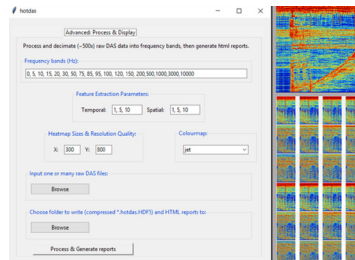 hotdas
Advanced: Process & Display
Process and decimate (~500x) raw DAS data into frequency bands, then generate html reports.
Frequency bands (Hz):
0, 5, 10, 15, 20, 30, 50, 75, 85, 95, 100, 120, 150, 200,500,1000,3000,10000
Feature Extraction Parameters:
Temporal: 1, 5, 10 Spatial: 1, 5, 10
Heatmap Sizes & Resolution Quality: Colourmap:
X: 300 Y: 800 jet
Input one or many raw DAS files:
Browse
Choose folder to write (compressed *.hotdas.HDF5) and HTML reports to:
Browse
Process & Generate reports